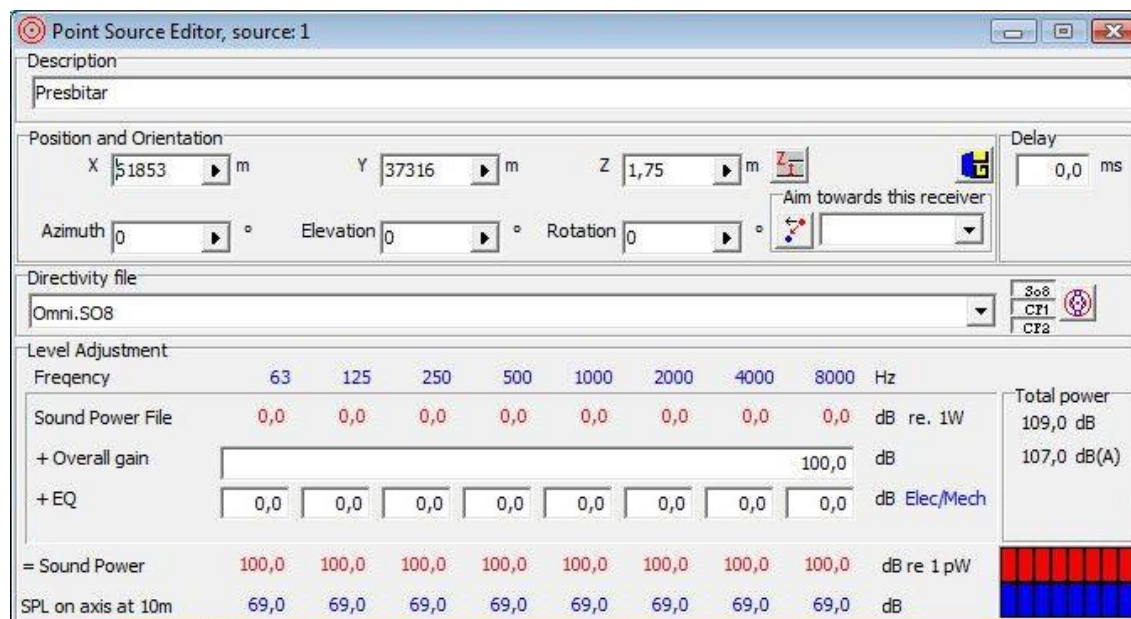 Point Source Editor, source: 1
Description
Presbitar
Position and Orientation
Delay
X 51853 m Y 37316 m Z 1,75 m Z 0,0 ms
Aim towards this receiver
Azimuth 0 ° Elevation 0 ° Rotation 0 °
Directivity file
Omni.SO8
So8
CF1
CF2
Level Adjustment
Freqency 63 125 250 500 1000 2000 4000 8000 Hz
Total power
Sound Power File 0,0 0,0 0,0 0,0 0,0 0,0 0,0 0,0 dB re. 1W 109,0 dB
+ Overall gain 100,0 dB 107,0 dB(A)
+ EQ 0,0 0,0 0,0 0,0 0,0 0,0 0,0 0,0 dB Elec/Mech
= Sound Power 100,0 100,0 100,0 100,0 100,0 100,0 100,0 100,0 dB re 1 pW
SPL on axis at 10m 69,0 69,0 69,0 69,0 69,0 69,0 69,0 69,0 dB